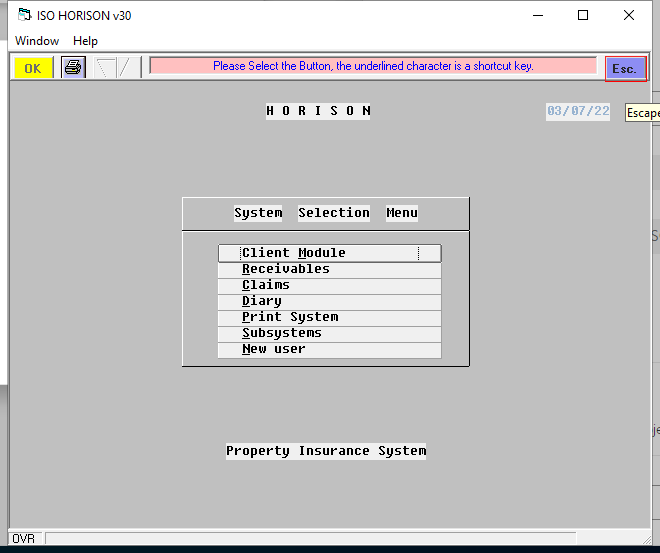 ISO HORISON v30
Window Help
OK Please Select the Button, the underlined character is a shortcut key. Esc.
H O R I S O N 03/07/22
Escape
System Selection Menu
Client Module
Receivables
Claims
Diary
Print System
Subsystems
New user
Property Insurance System
OVR